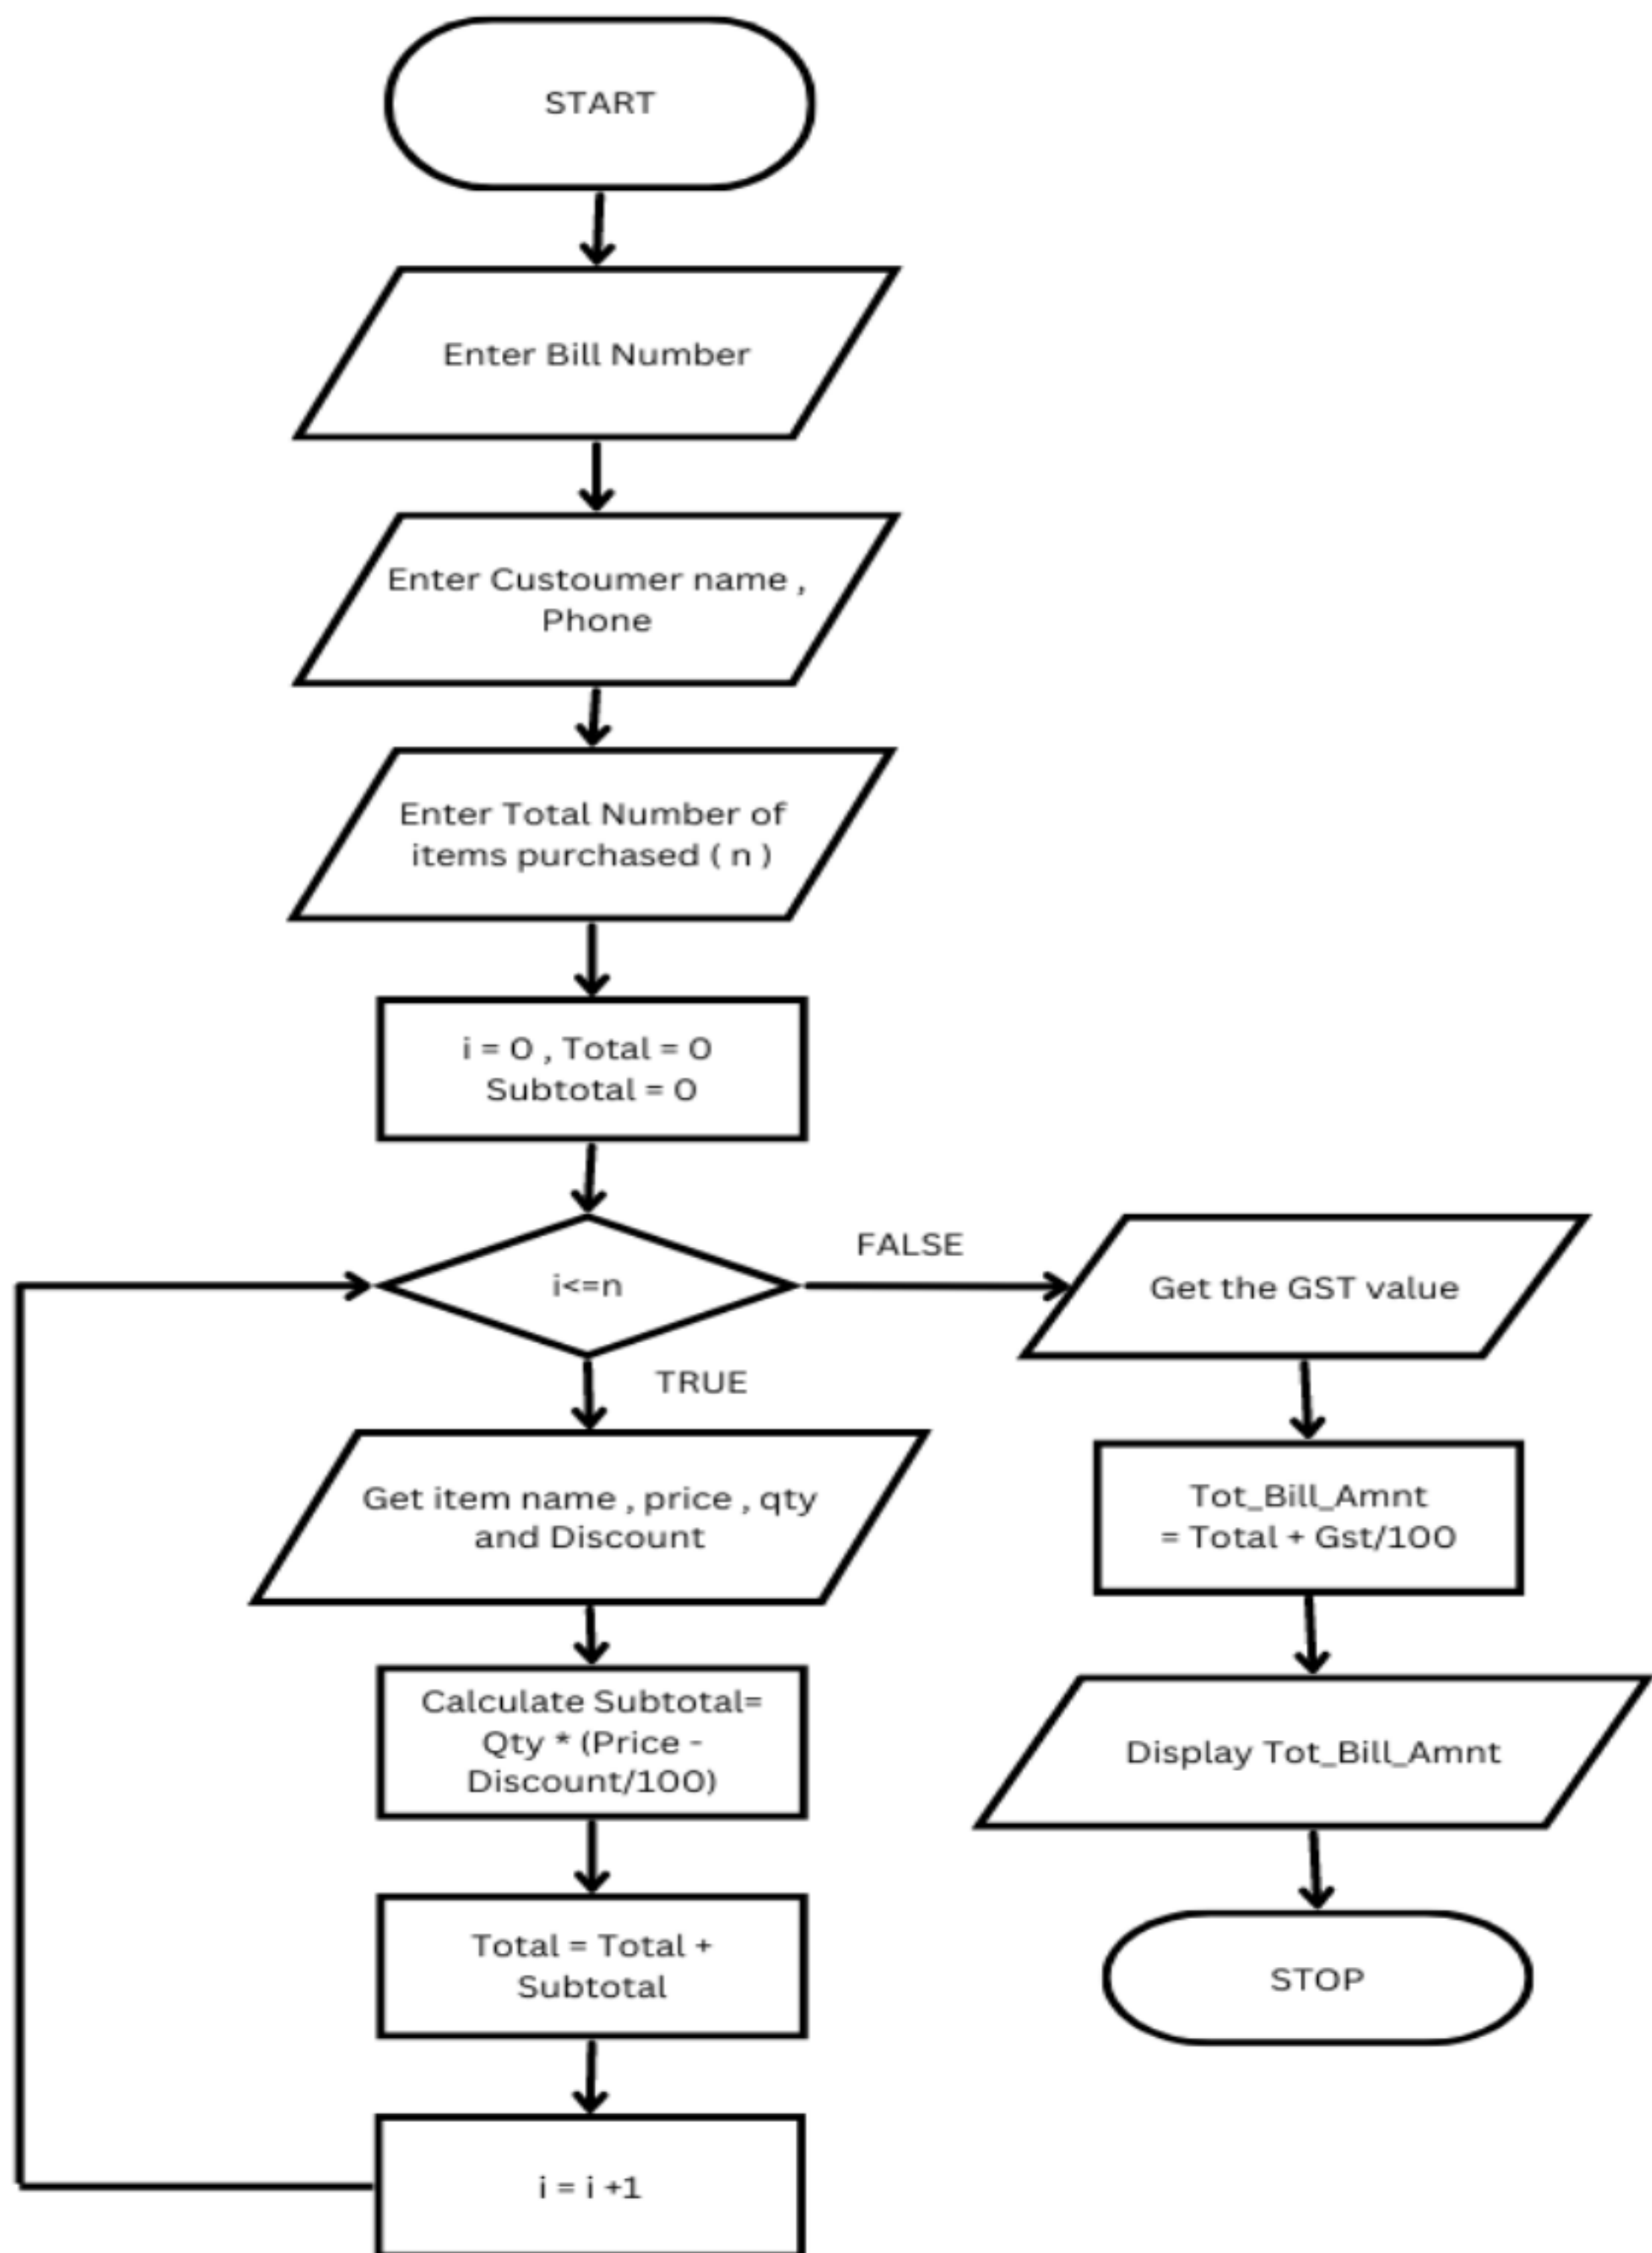 START
Enter Bill Number
Enter Custoumer name ,
Phone
Enter Total Number of
items purchased ( n )
i = 0 , Total = 0
Subtotal = 0
i<=n
FALSE
TRUE
Get item name , price , qty
and Discount
Calculate Subtotal=
Qty * (Price -
Discount/100)
Total = Total +
Subtotal
i = i +1
Get the GST value
Tot_Bill_Amnt
= Total + Gst/100
Display Tot_Bill_Amnt
STOP